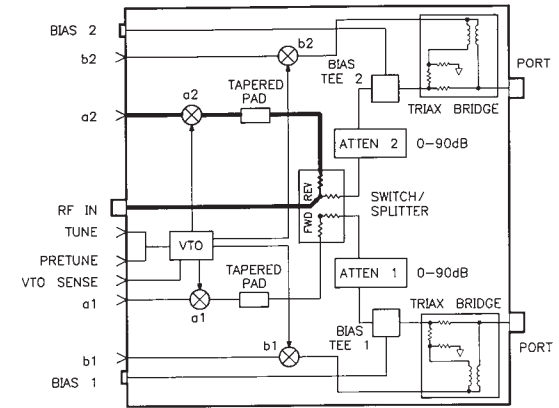 BIAS 2
b2
b2
BIAS
TEE 2
PORT
TAPERED
PAD
a2
a2
TRIAX BRIDGE
ATTEN 2 0-90dB
REV
SWITCH/
SPLITTER
RF IN
FWD
TUNE
VTO
PRETUNE
VTO SENSE
TAPERED
PAD
ATTEN 1 0-90dB
a1
a1
TRIAX BRIDGE
BIAS
TEE 1
b1
PORT
b1
BIAS 1